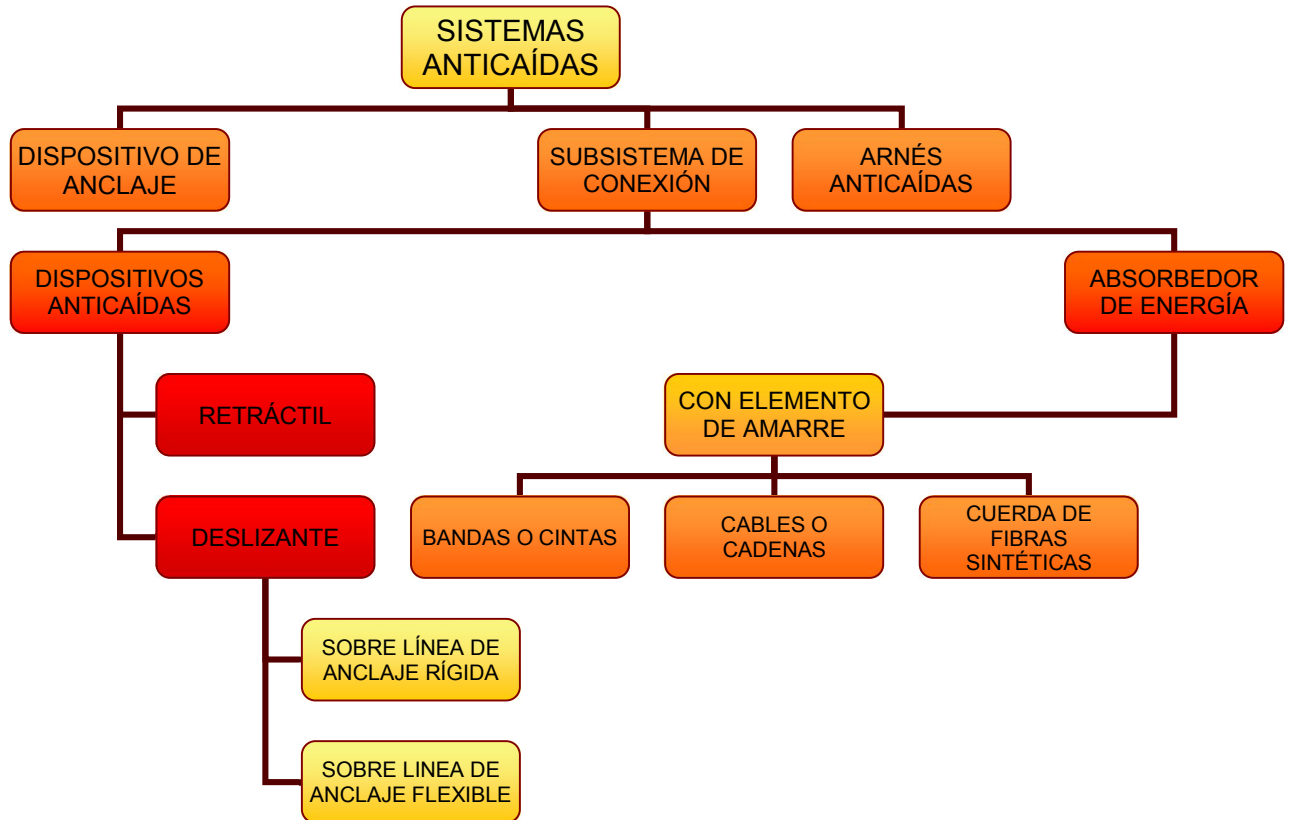 SISTEMAS
ANTICAÍDAS
DISPOSITIVO DE
ANCLAJE
SUBSISTEMA DE
CONEXIÓN
ARNÉS
ANTICAÍDAS
DISPOSITIVOS
ANTICAÍDAS
ABSORBEDOR
DE ENERGÍA
RETRÁCTIL
CON ELEMENTO
DE AMARRE
DESLIZANTE
BANDAS O CINTAS
CABLES O
CADENAS
CUERDA DE
FIBRAS
SINTÉTICAS
SOBRE LÍNEA DE
ANCLAJE RÍGIDA
SOBRE LINEA DE
ANCLAJE FLEXIBLE